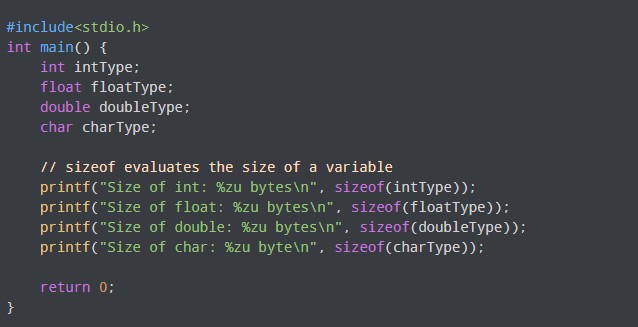 #include<stdio.h>
int main() {
    int intType;
    float floatType;
    double doubleType;
    char charType;

    // sizeof evaluates the size of a variable
    printf("Size of int: %zu bytes\n", sizeof(intType));
    printf("Size of float: %zu bytes\n", sizeof(floatType));
    printf("Size of double: %zu bytes\n", sizeof(doubleType));
    printf("Size of char: %zu byte\n", sizeof(charType));

    return 0;
}